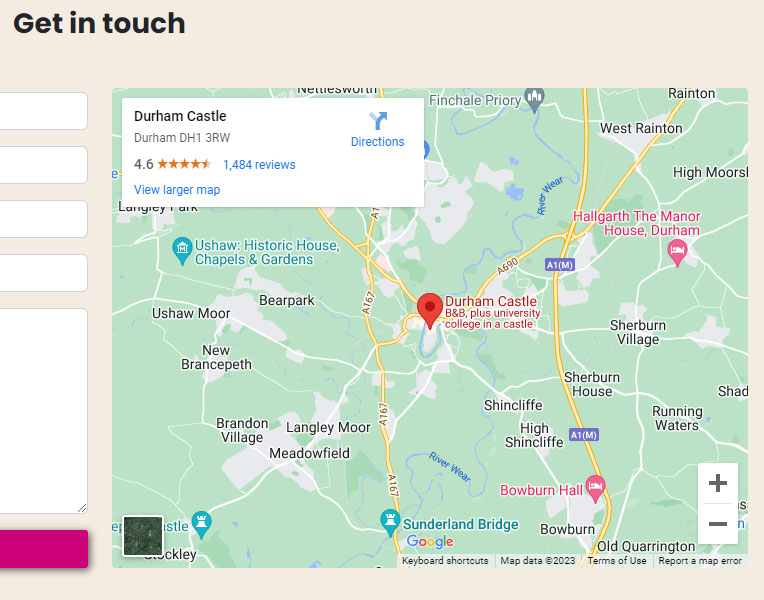 Get in touch
Nettlesworth
Rainton
Finchale Priory
Durham Castle
Durham DH1 3RW
4.6
1,484 reviews
View larger map
Directions
West Rainton
High Moorsl
River Wear
Langley Park
A1
Hallgarth The Manor
House, Durham
Ushaw: Historic House,
Chapels & Gardens
A690
A1(M)
Bearpark
A167
Ushaw Moor
Durham Castle
B&B, plus university
college in a castle
Sherburn
Village
New
Brancepeth
Sherburn
House
Shad
Shincliffe
Running
Waters
A167
Brandon
Village
Langley Moor
High
Shincliffe
A1(M)
Meadowfield
River Wear
A167
Bowburn Hall
Sunderland Bridge
Bowburn
Google
Old Quarrington
Keyboard shortcuts
Map data ©2023
Terms of Use
Report a map error